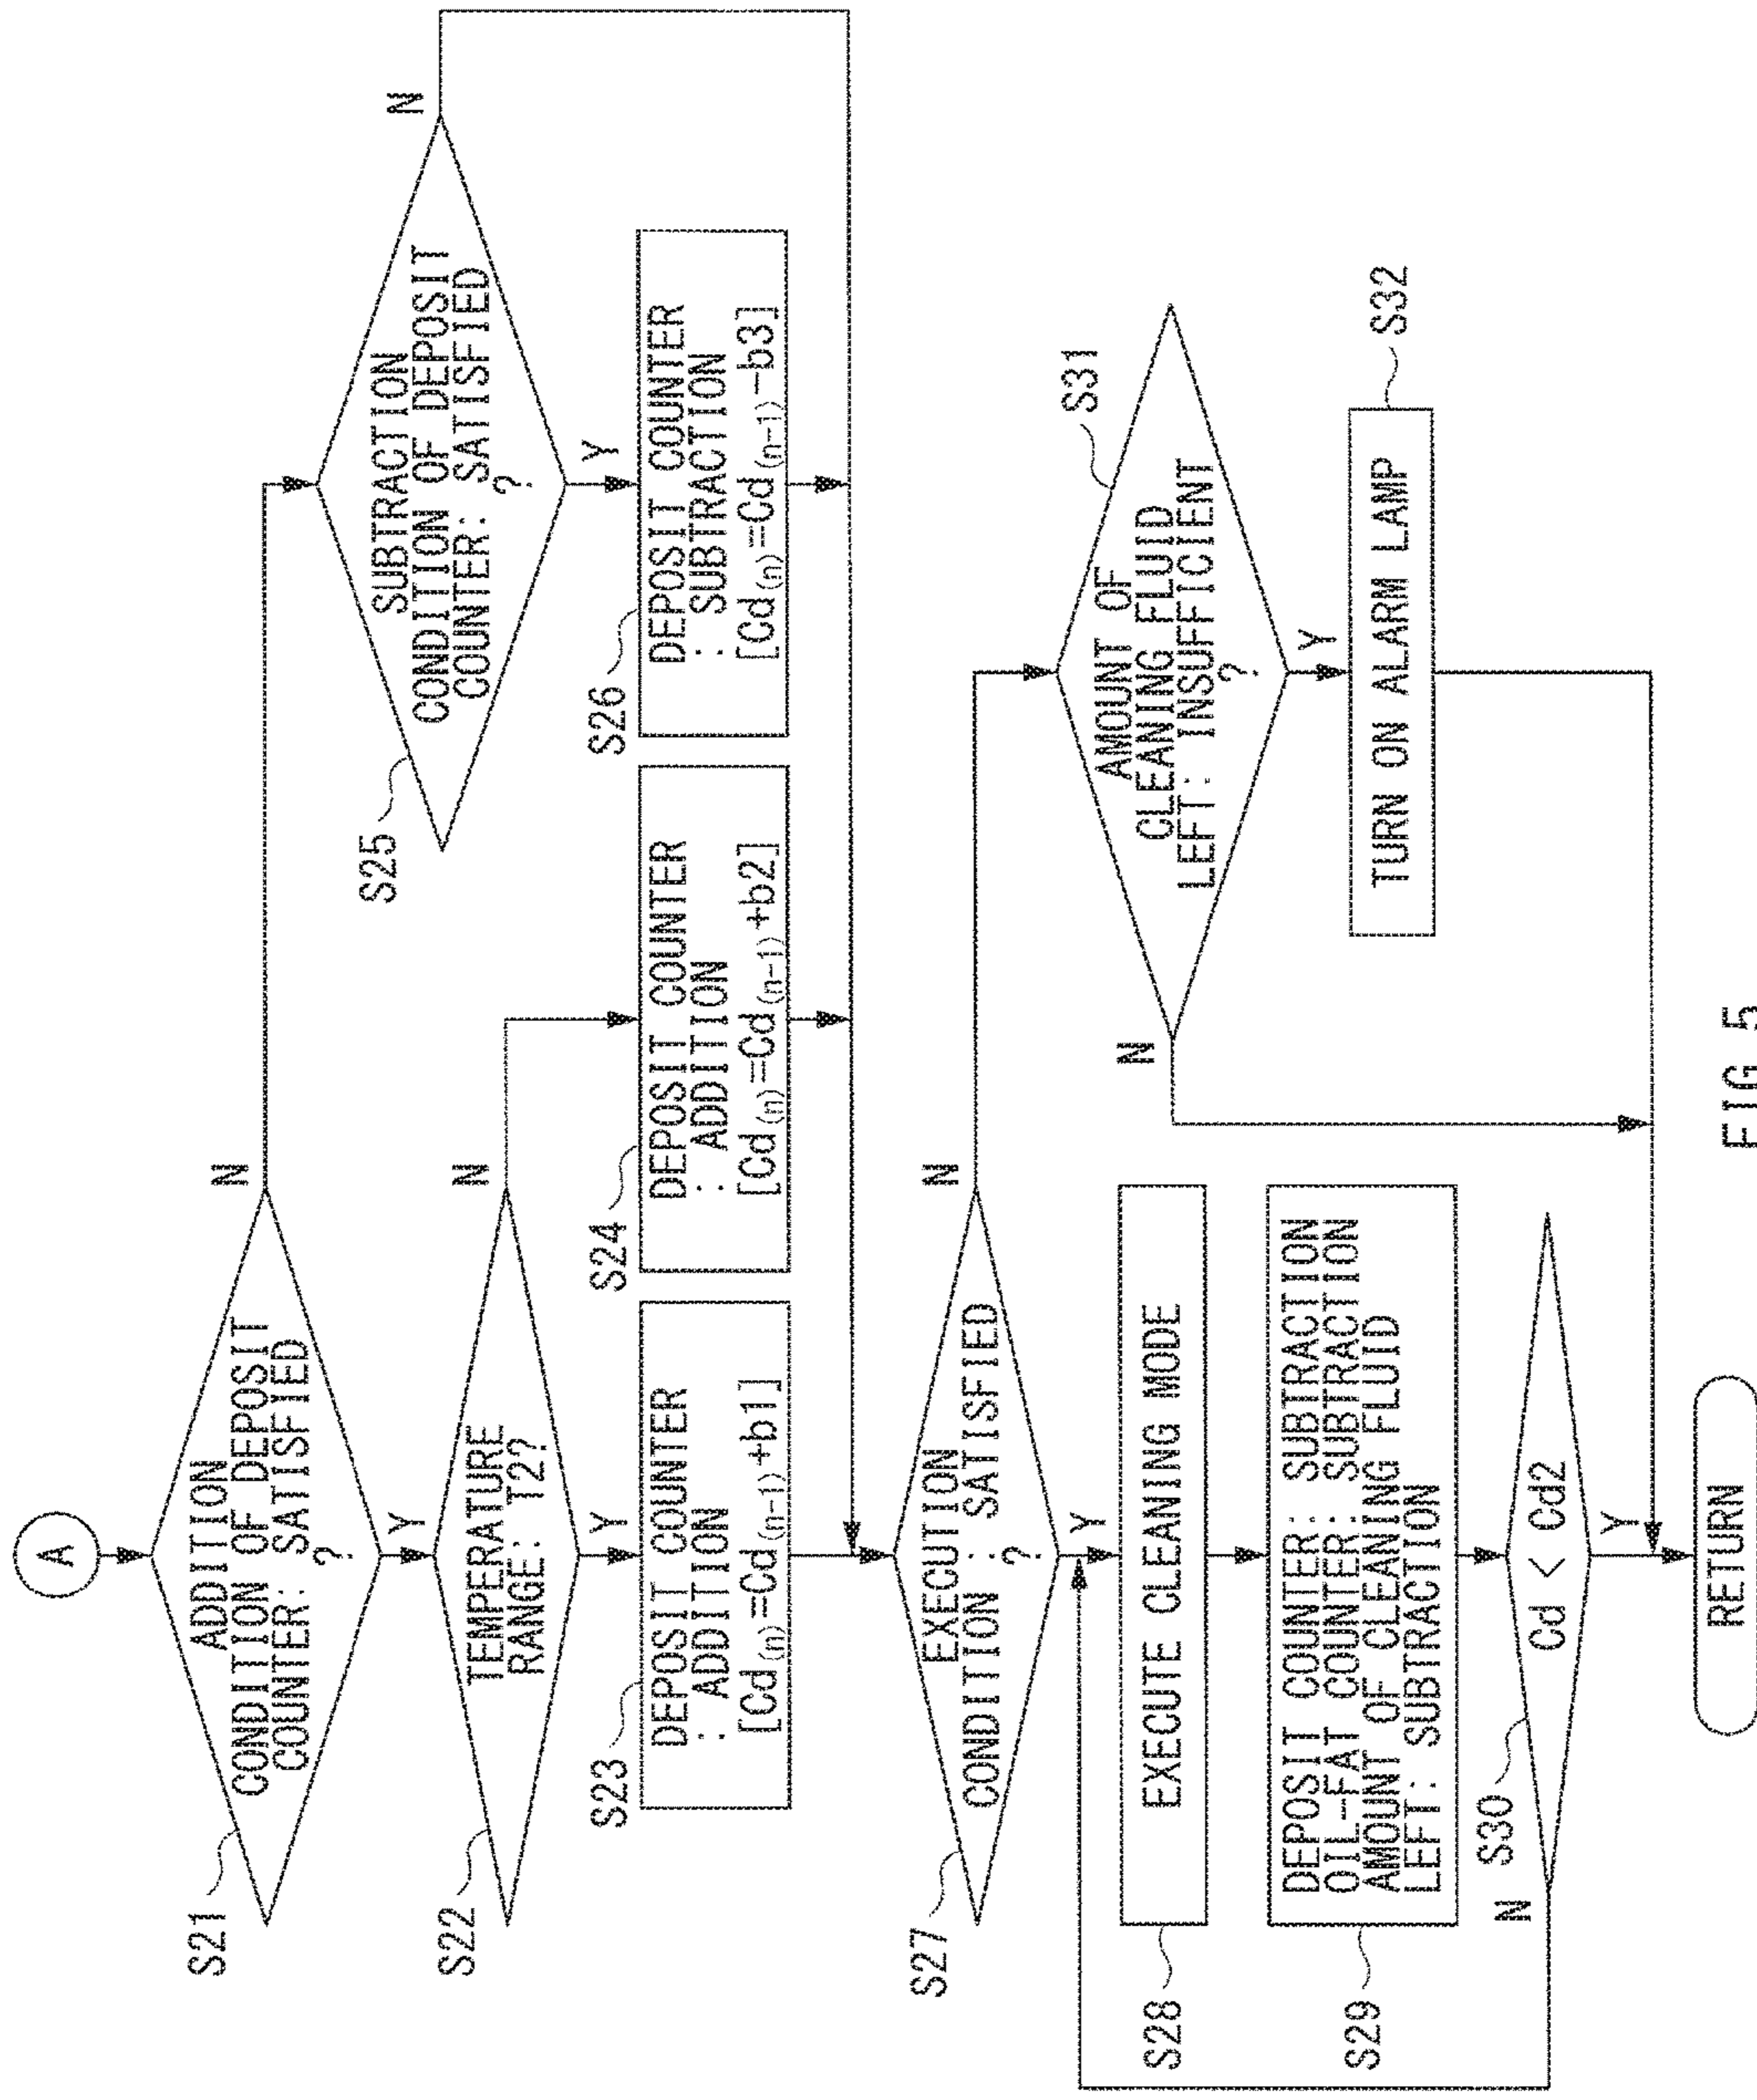 A
S21
ADDITION
CONDITION OF DEPOSIT
COUNTER: SATISFIED
?
N
Y
S22
TEMPERATURE
RANGE: T2?
N
Y
S23
DEPOSIT COUNTER
: ADDITION
[Cd(n)=Cd(n-1)+b1]
S24
DEPOSIT COUNTER
: ADDITION
[Cd(n)=Cd(n-1)+b2]
S25
SUBTRACTION
CONDITION OF DEPOSIT
COUNTER: SATISFIED
?
N
Y
S26
DEPOSIT COUNTER
: SUBTRACTION
[Cd(n)=Cd(n-1)-b3]
S27
EXECUTION
CONDITION : SATISFIED
?
N
Y
S28
EXECUTE CLEANING MODE
S29
DEPOSIT COUNTER: SUBTRACTION
OIL-FAT COUNTER: SUBTRACTION
AMOUNT OF CLEANING FLUID
LEFT: SUBTRACTION
S30
Cd < Cd2
N
Y
S31
AMOUNT OF
CLEANING FLUID
LEFT: INSUFFICIENT
?
N
Y
S32
TURN ON ALARM LAMP
RETURN
FIG. 5